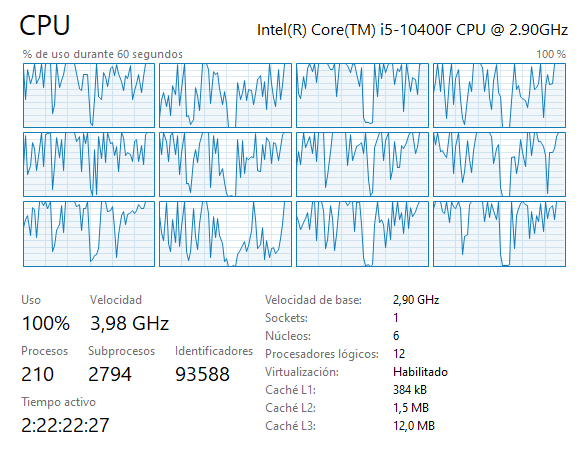 CPU
Intel(R) Core(TM) i5-10400F CPU @ 2.90GHz
% de uso durante 60 segundos
100 %
Uso
Velocidad
100%
3,98 GHz
Procesos
Subprocesos
Identificadores
210
2794
93588
Tiempo activo
2:22:22:27
Velocidad de base: 2,90 GHz
Sockets: 1
Núcleos: 6
Procesadores lógicos: 12
Virtualización: Habilitado
Caché L1: 384 kB
Caché L2: 1,5 MB
Caché L3: 12,0 MB